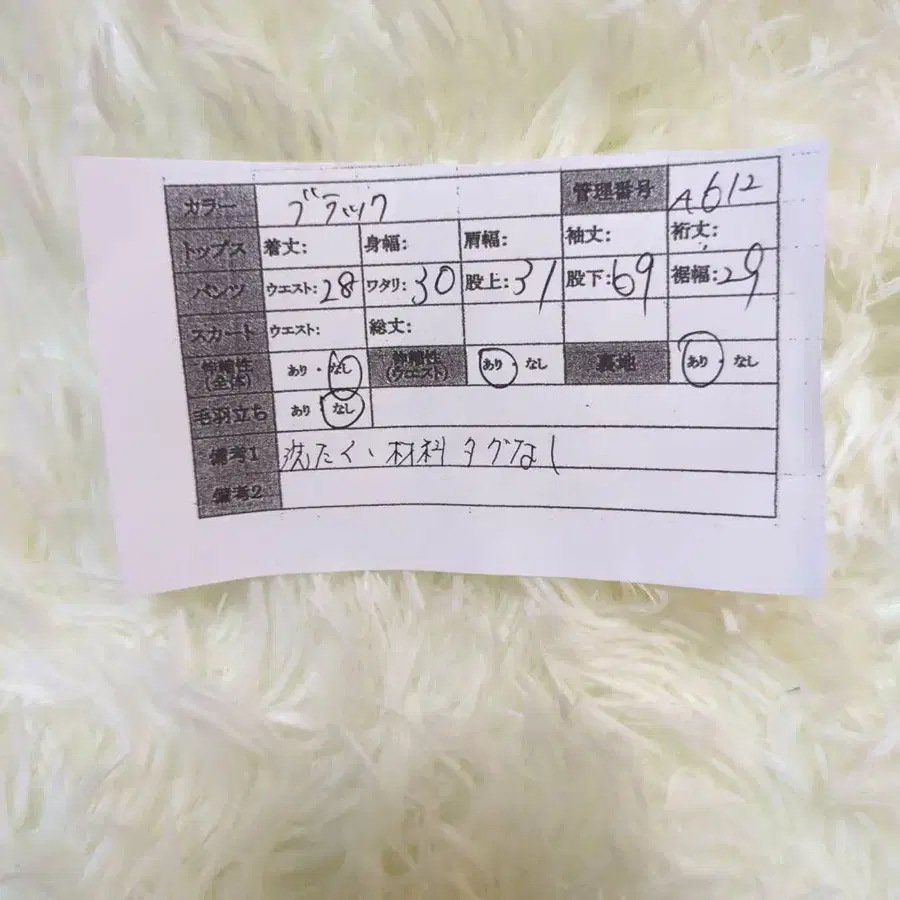 カラー ブラック 管理番号 A612
トップス 着丈: 身幅: 肩幅: 袖丈: 裄丈:
パンツ ウエスト:28 ワタリ:30 股上:31 股下:69 裾幅:29
スカート ウエスト: 総丈:
伸縮性(全体) あり・なし 伸縮性(ウエスト) あり・なし 裏地 あり・なし
毛羽立ち あり・なし
備考1 洗たく、材料タグなし
備考2